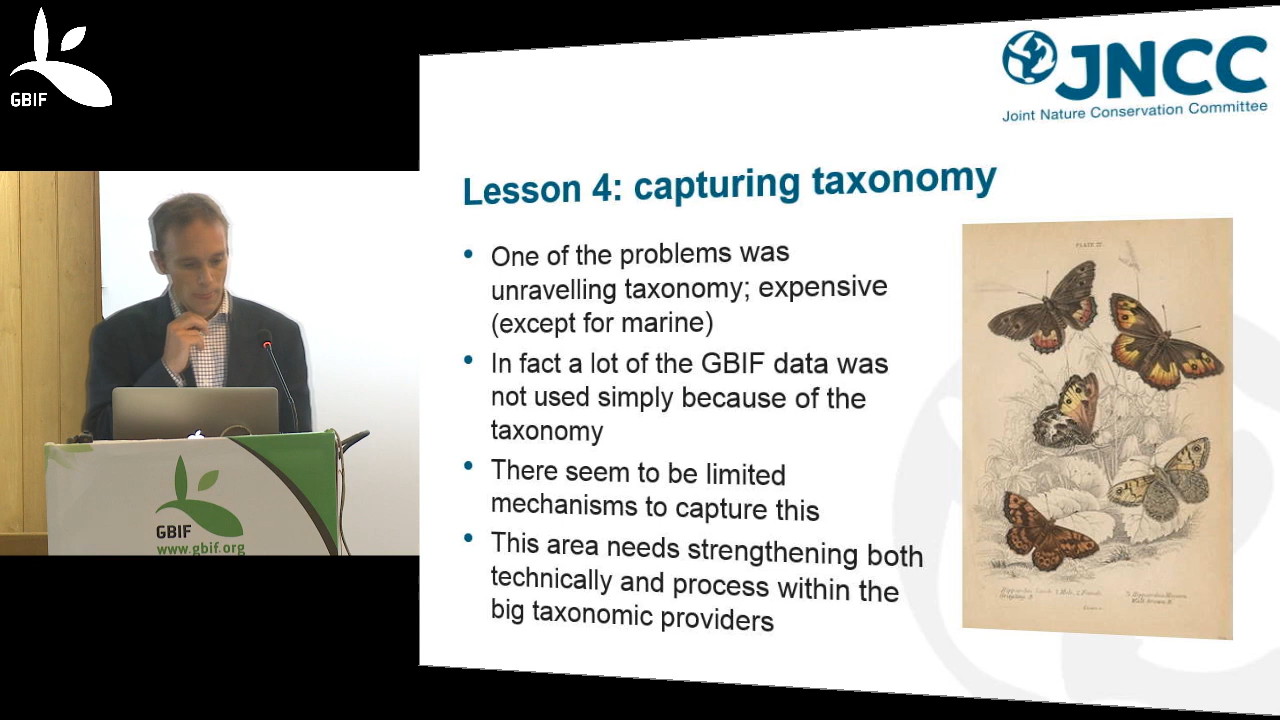 GBIF
JNCC
Joint Nature Conservation Committee
Lesson 4: capturing taxonomy
• One of the problems was
unravelling taxonomy; expensive
(except for marine)
• In fact a lot of the GBIF data was
not used simply because of the
taxonomy
• There seem to be limited
mechanisms to capture this
• This area needs strengthening both
technically and process within the
big taxonomic providers
PLATE
GBIF
www.gbif.org